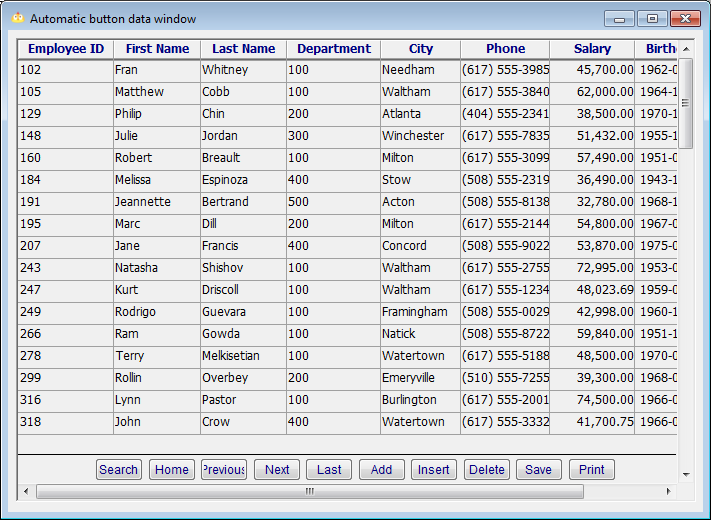 Automatic button data window
Employee ID First Name Last Name Department City Phone Salary Birth
102 Fran Whitney 100 Needham (617) 555-3985 45,700.00 1962-0
105 Matthew Cobb 100 Waltham (617) 555-3840 62,000.00 1964-1
129 Philip Chin 200 Atlanta (404) 555-2341 38,500.00 1970-1
148 Julie Jordan 300 Winchester (617) 555-7835 51,432.00 1955-1
160 Robert Breault 100 Milton (617) 555-3099 57,490.00 1951-0
184 Melissa Espinoza 400 Stow (508) 555-2319 36,490.00 1943-1
191 Jeannette Bertrand 500 Acton (508) 555-8138 32,780.00 1968-1
195 Marc Dill 200 Milton (617) 555-2144 54,800.00 1967-0
207 Jane Francis 400 Concord (508) 555-9022 53,870.00 1975-0
243 Natasha Shishov 100 Waltham (617) 555-2755 72,995.00 1953-0
247 Kurt Driscoll 100 Waltham (617) 555-1234 48,023.69 1959-0
249 Rodrigo Guevara 100 Framingham (508) 555-0029 42,998.00 1960-1
266 Ram Gowda 100 Natick (508) 555-8722 59,840.00 1951-1
278 Terry Melkisetian 100 Watertown (617) 555-5188 48,500.00 1970-0
299 Rollin Overbey 200 Emeryville (510) 555-7255 39,300.00 1968-0
316 Lynn Pastor 100 Burlington (617) 555-2001 74,500.00 1966-0
318 John Crow 400 Watertown (617) 555-3332 41,700.75 1966-0
Search Home Previous Next Last Add Insert Delete Save Print